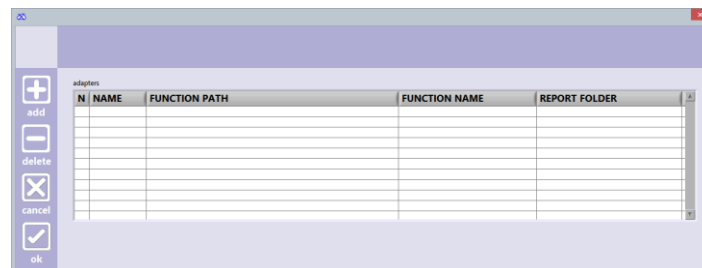 adapters
N NAME FUNCTION PATH FUNCTION NAME REPORT FOLDER
add
delete
cancel
ok